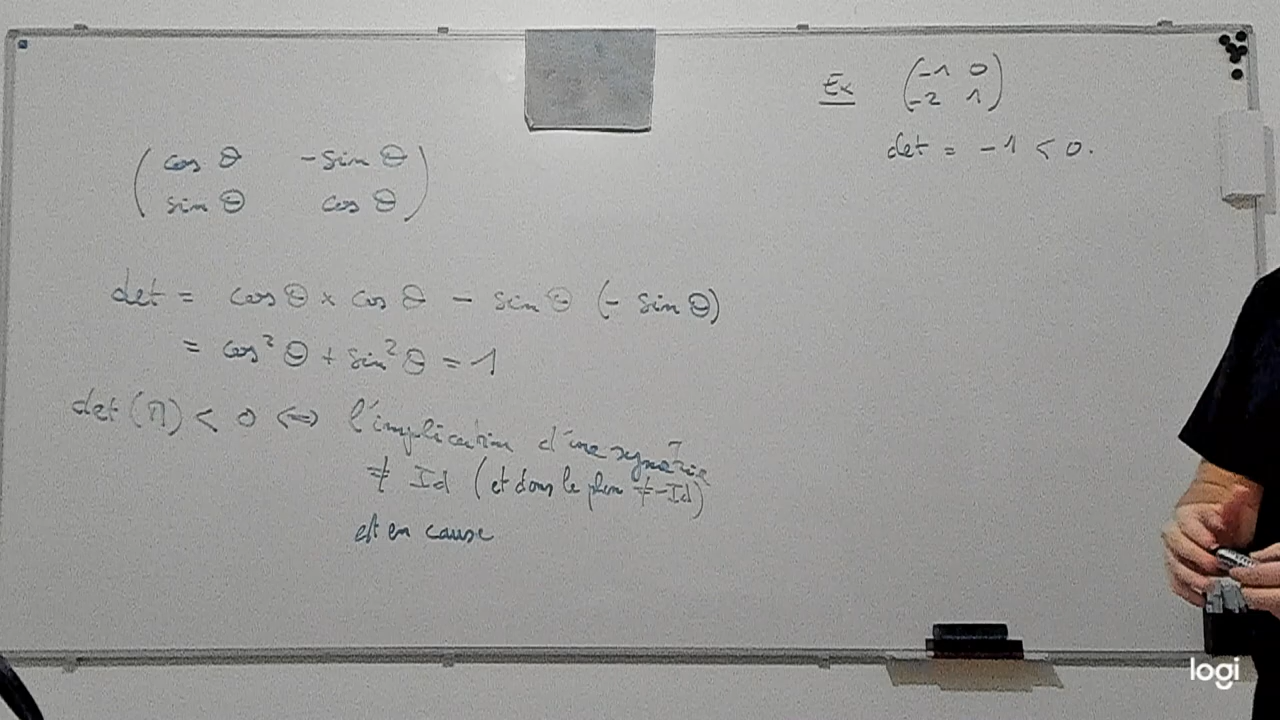 ( cos θ   - sin θ )
( sin θ   cos θ )
det = cos θ x cos θ - sin θ (- sin θ)
= cos² θ + sin² θ = 1
det (M) < 0 <=> l'implication d'une symétrie
≠ Id (et dans le plan ≠ -Id)
est en cause
Ex ( -1 0 )
( -2 1 )
det = -1 < 0.
logi